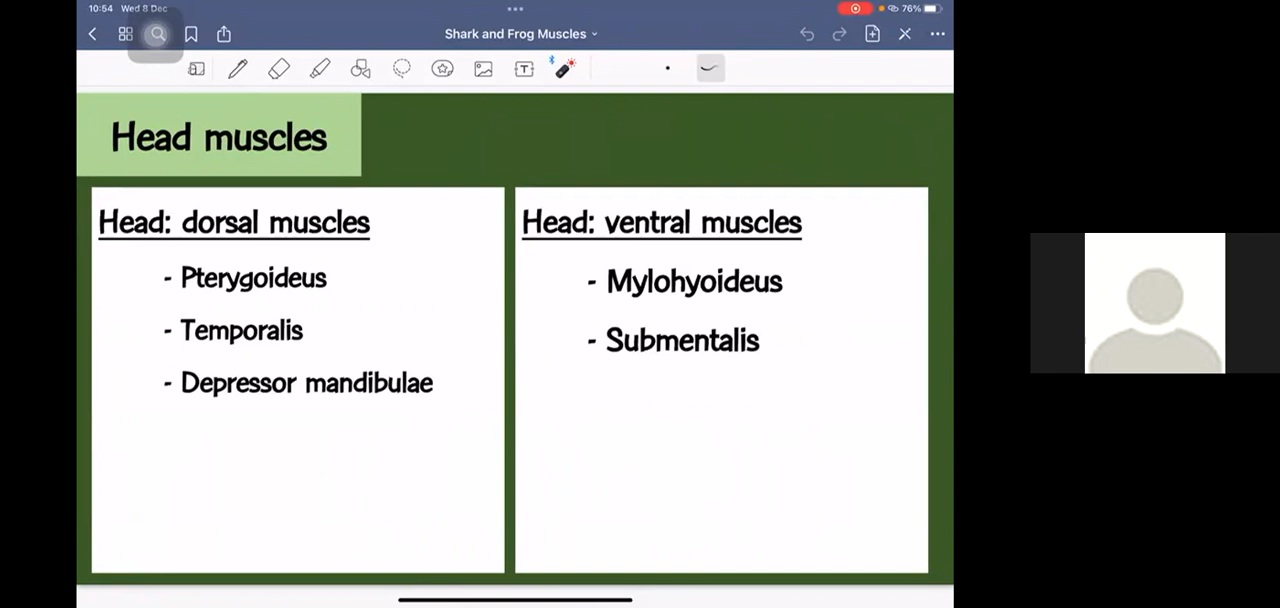 10:54 Wed 8 Dec
76%
Shark and Frog Muscles
T
Head muscles
Head: dorsal muscles
- Pterygoideus
- Temporalis
- Depressor mandibulae
Head: ventral muscles
- Mylohyoideus
- Submentalis